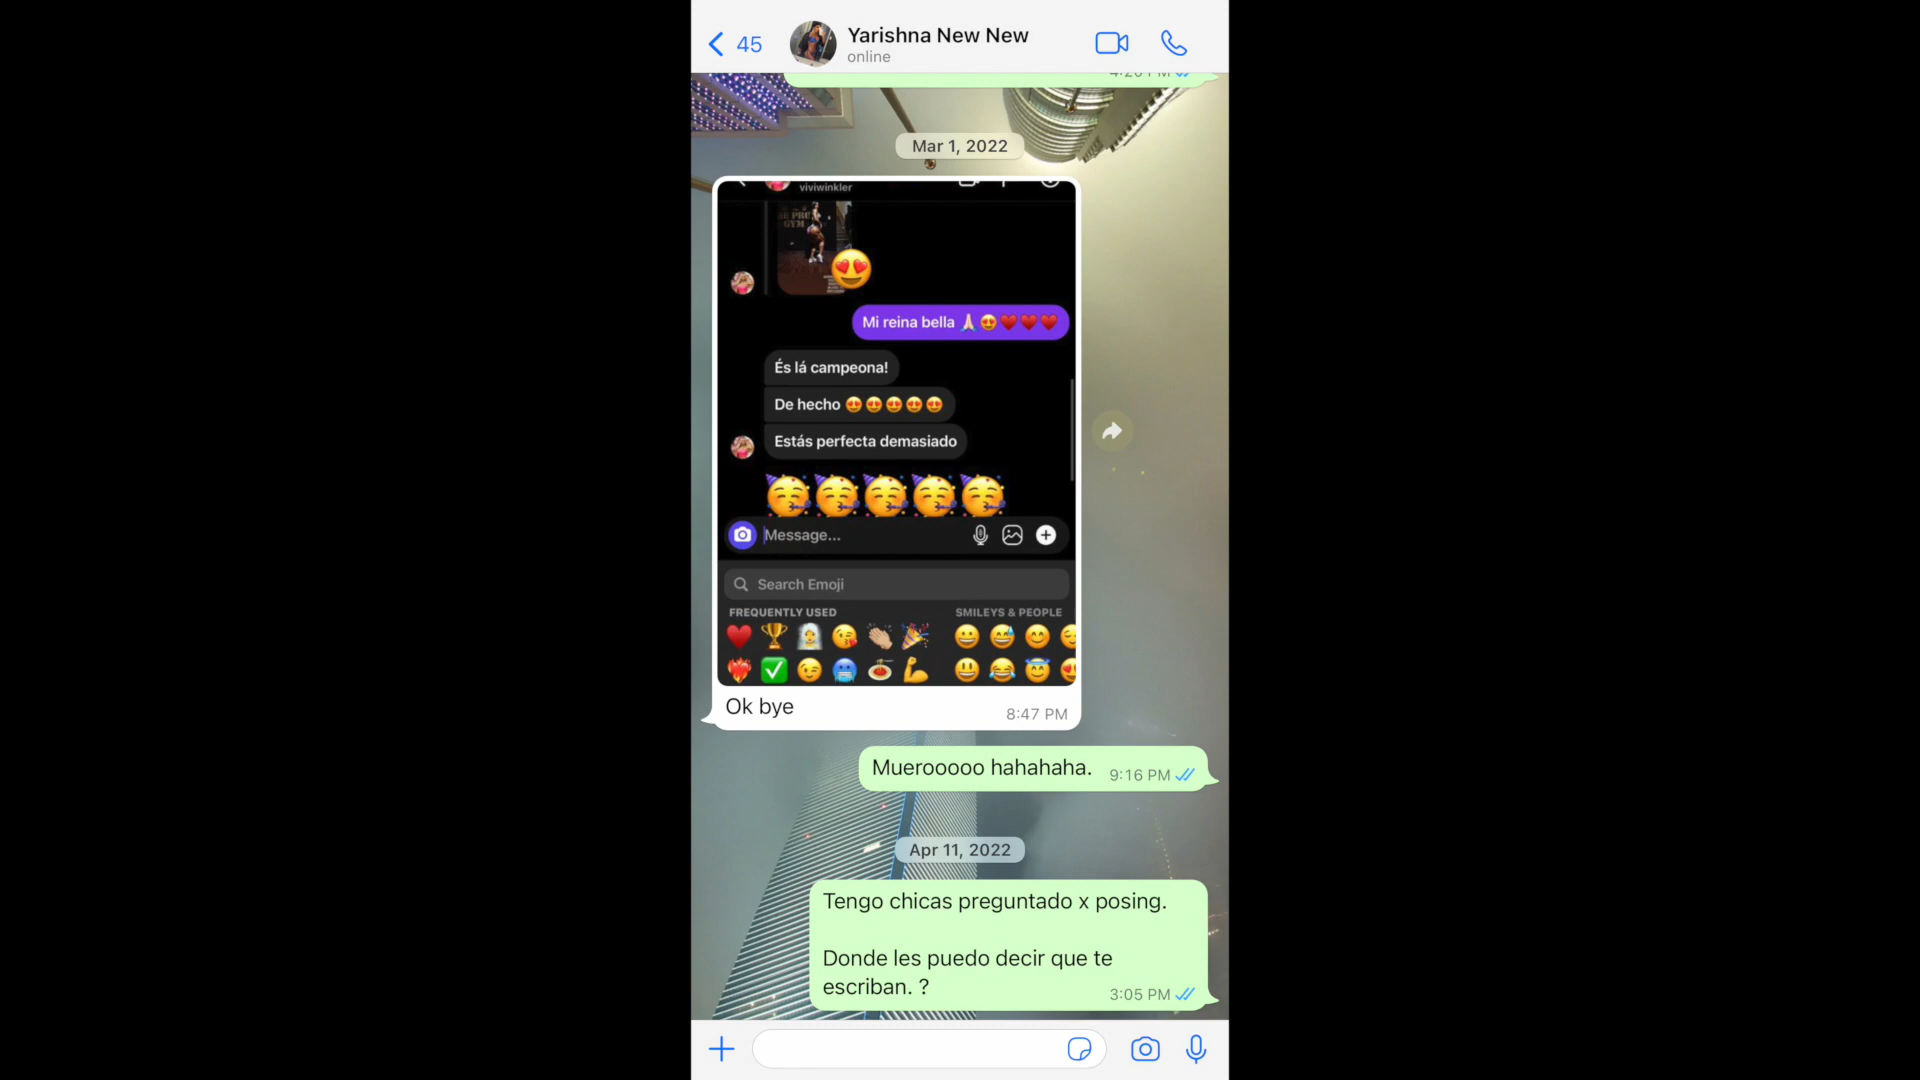 45
Yarishna New New
online
Mar 1, 2022
viviwinkler
GYM
Mi reina bella 🙏🏻😍❤️❤️❤️
És lá campeona!
De hecho 😍😍😍😍😍
Estás perfecta demasiado
🥳🥳🥳🥳🥳
Message...
Search Emoji
FREQUENTLY USED SMILEYS & PEOPLE
Ok bye
8:47 PM
Muerooooo hahahaha.
9:16 PM
Apr 11, 2022
Tengo chicas preguntado x posing.
Donde les puedo decir que te
escriban. ?
3:05 PM